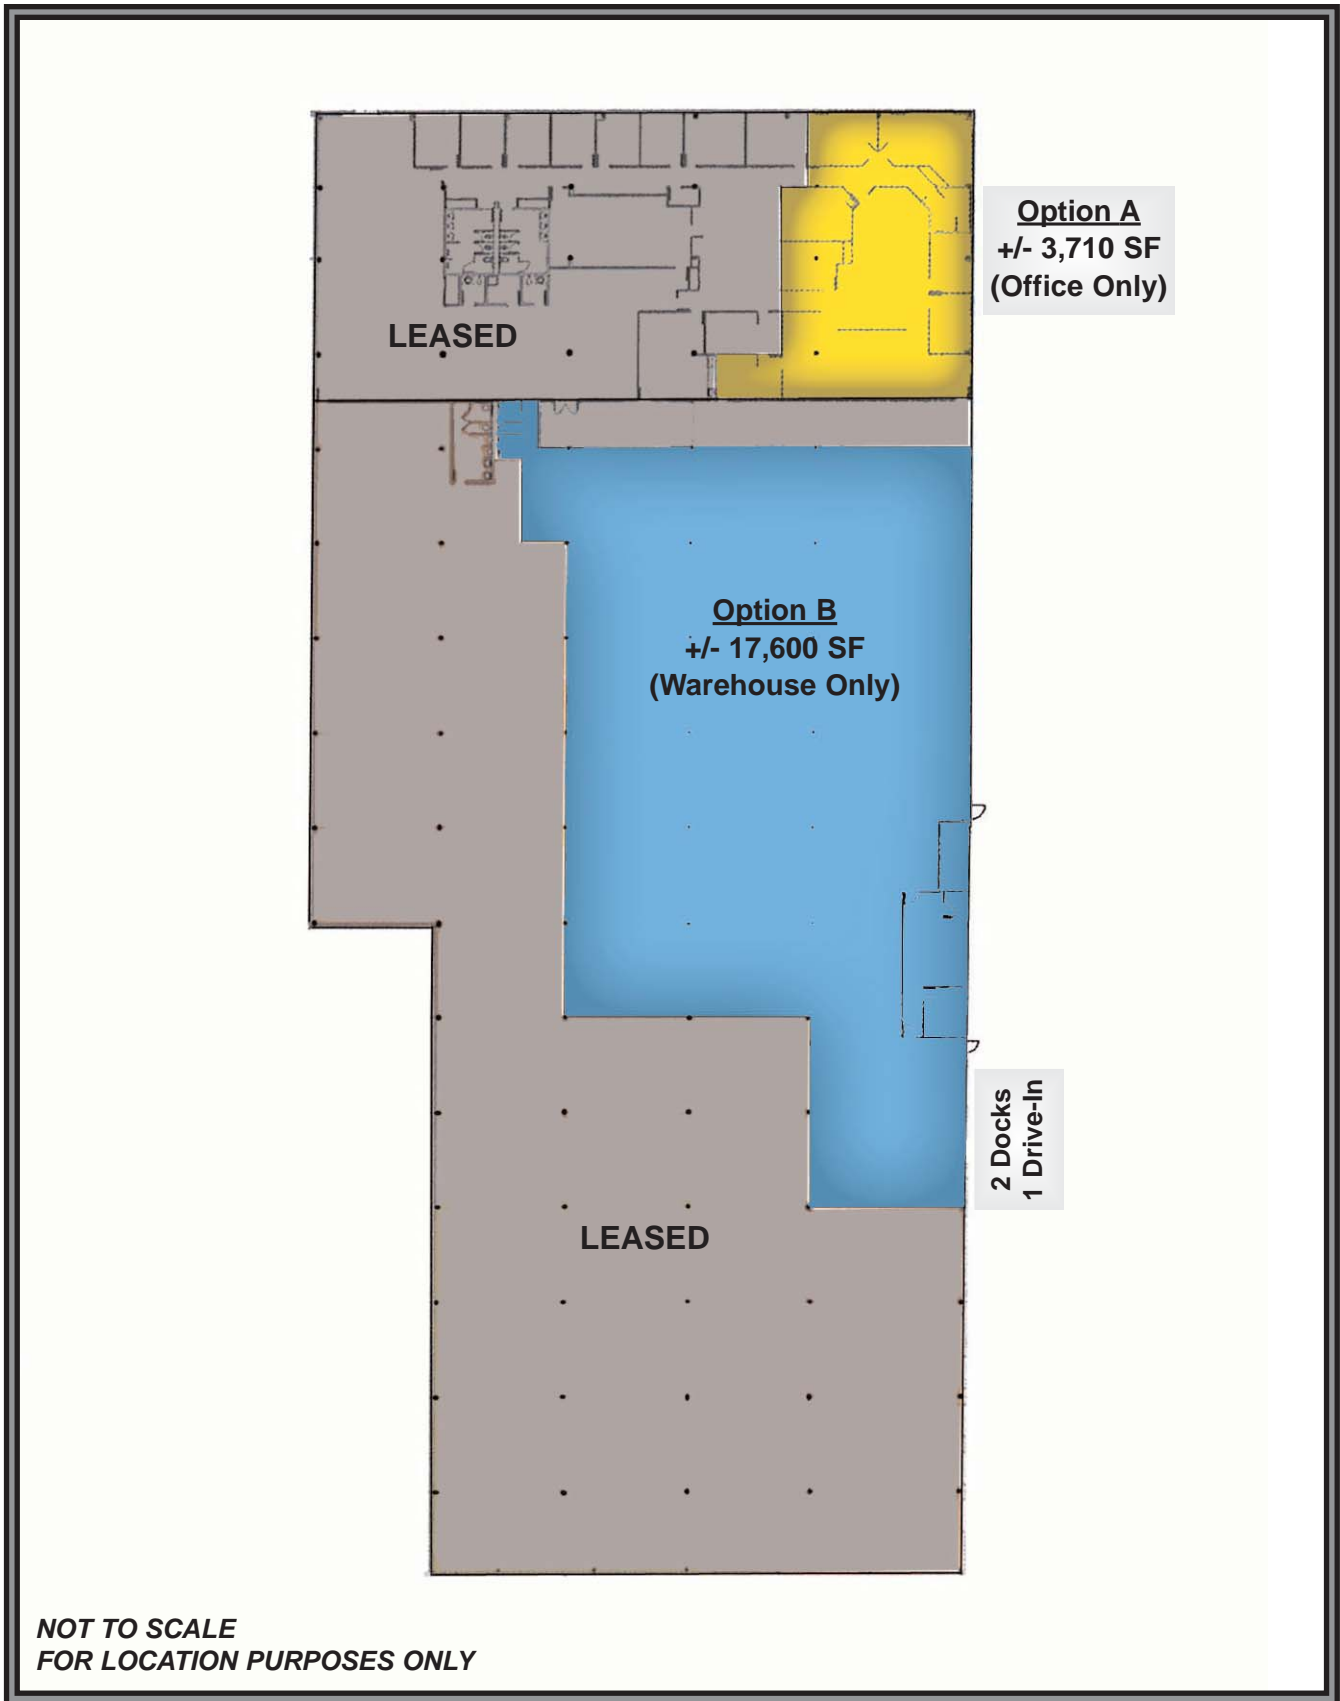 Option A
+/- 3,710 SF
(Office Only)
LEASED
Option B
+/- 17,600 SF
(Warehouse Only)
2 Docks
1 Drive-In
LEASED
NOT TO SCALE
FOR LOCATION PURPOSES ONLY